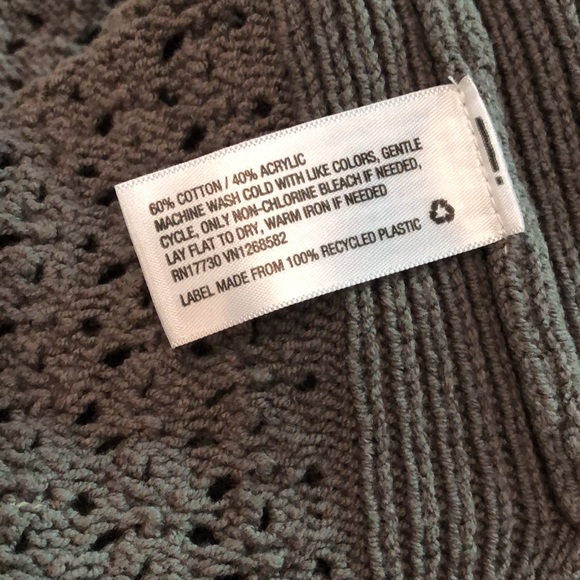 60% COTTON / 40% ACRYLIC
MACHINE WASH COLD WITH LIKE COLORS, GENTLE
CYCLE, ONLY NON-CHLORINE BLEACH IF NEEDED,
LAY FLAT TO DRY, WARM IRON IF NEEDED
RN17730 VN1268582
LABEL MADE FROM 100% RECYCLED PLASTIC